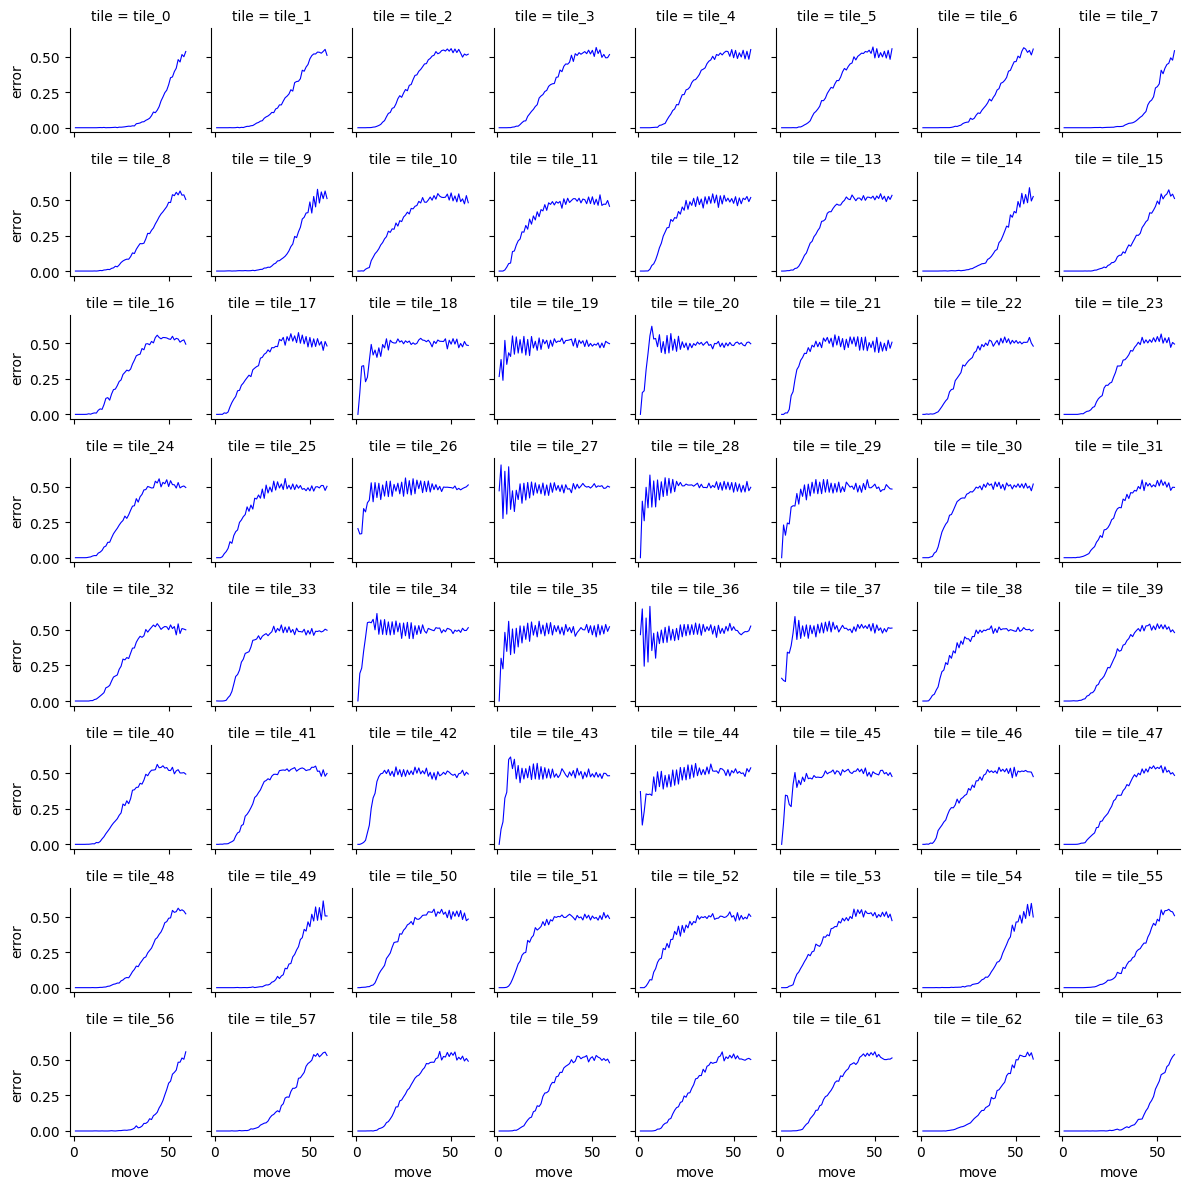 tile = tile_0 tile = tile_1 tile = tile_2 tile = tile_3 tile = tile_4 tile = tile_5 tile = tile_6 tile = tile_7
0.50
error
0.25
0.00
tile = tile_8 tile = tile_9 tile = tile_10 tile = tile_11 tile = tile_12 tile = tile_13 tile = tile_14 tile = tile_15
0.50
error
0.25
0.00
tile = tile_16 tile = tile_17 tile = tile_18 tile = tile_19 tile = tile_20 tile = tile_21 tile = tile_22 tile = tile_23
0.50
error
0.25
0.00
tile = tile_24 tile = tile_25 tile = tile_26 tile = tile_27 tile = tile_28 tile = tile_29 tile = tile_30 tile = tile_31
0.50
error
0.25
0.00
tile = tile_32 tile = tile_33 tile = tile_34 tile = tile_35 tile = tile_36 tile = tile_37 tile = tile_38 tile = tile_39
0.50
error
0.25
0.00
tile = tile_40 tile = tile_41 tile = tile_42 tile = tile_43 tile = tile_44 tile = tile_45 tile = tile_46 tile = tile_47
0.50
error
0.25
0.00
tile = tile_48 tile = tile_49 tile = tile_50 tile = tile_51 tile = tile_52 tile = tile_53 tile = tile_54 tile = tile_55
0.50
error
0.25
0.00
tile = tile_56 tile = tile_57 tile = tile_58 tile = tile_59 tile = tile_60 tile = tile_61 tile = tile_62 tile = tile_63
0.50
error
0.25
0.00
0 50 0 50 0 50 0 50 0 50 0 50 0 50 0 50
move move move move move move move move